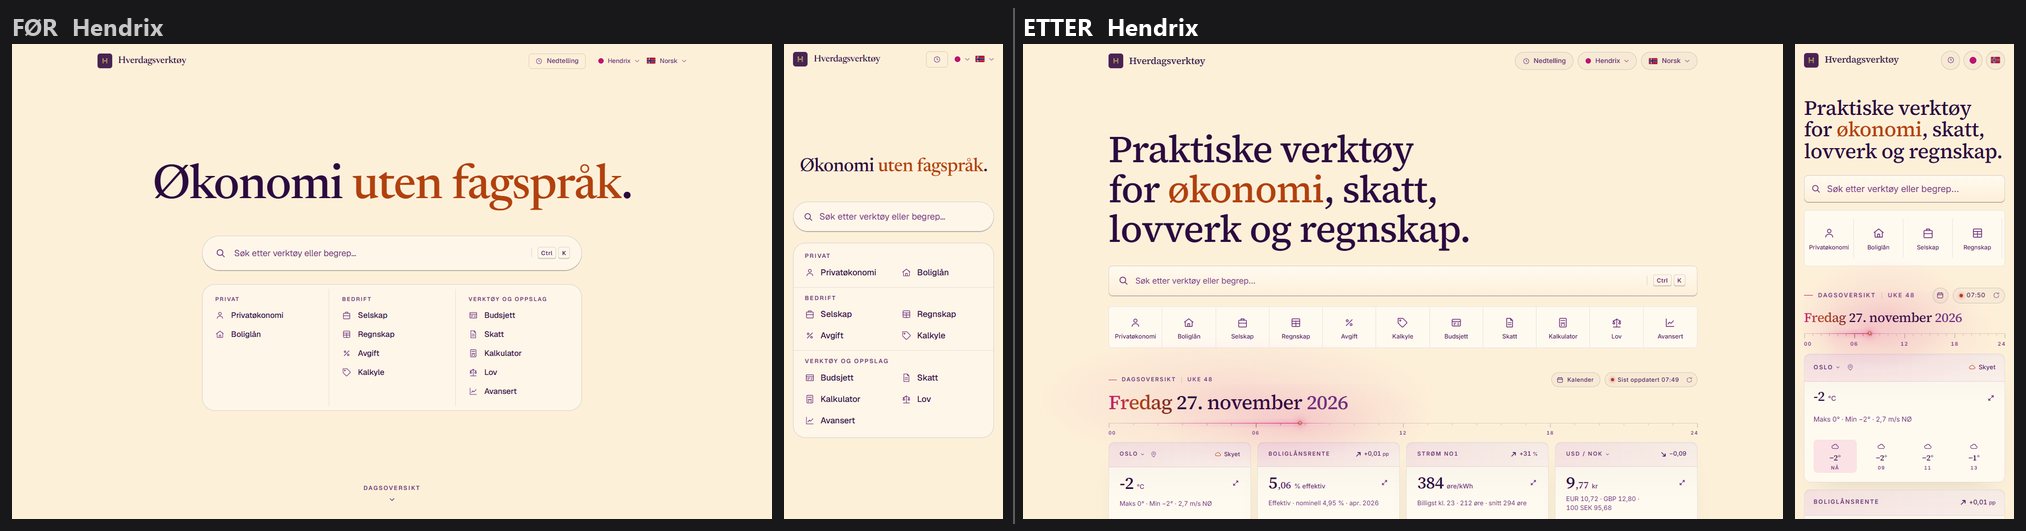 FØR Hendrix
H Hverdagsverktøy
Nedtelling
Hendrix
Norsk
Økonomi uten fagspråk.
Søk etter verktøy eller begrep...
Ctrl K
PRIVAT
Privatøkonomi
Boliglån
BEDRIFT
Selskap
Regnskap
Avgift
Kalkyle
VERKTØY OG OPPSLAG
Budsjett
Skatt
Kalkulator
Lov
Avansert
DAGSOVERSIKT
H Hverdagsverktøy
Økonomi uten fagspråk.
Søk etter verktøy eller begrep...
PRIVAT
Privatøkonomi Boliglån
BEDRIFT
Selskap Regnskap
Avgift Kalkyle
VERKTØY OG OPPSLAG
Budsjett Skatt
Kalkulator Lov
Avansert
ETTER Hendrix
H Hverdagsverktøy
Nedtelling
Hendrix
Norsk
Praktiske verktøy
for økonomi, skatt,
lovverk og regnskap.
Søk etter verktøy eller begrep...
Ctrl K
Privatøkonomi Boliglån Selskap Regnskap Avgift Kalkyle Budsjett Skatt Kalkulator Lov Avansert
DAGSOVERSIKT UKE 48
Kalender
Sist oppdatert 07:49
Fredag 27. november 2026
00 06 12 18 24
OSLO Skyet
-2 °C
Maks 0° · Min −2° · 2,7 m/s NØ
BOLIGLÅNSRENTE +0,01 pp
5,06 % effektiv
Effektiv · nominell 4,95 % · apr. 2026
STRØM NO1 +31 %
384 øre/kWh
Billigst kl. 23 · 212 øre · snitt 294 øre
USD / NOK −0,09
9,77 kr
EUR 10,72 · GBP 12,80 ·
100 SEK 95,68
H Hverdagsverktøy
Praktiske verktøy
for økonomi, skatt,
lovverk og regnskap.
Søk etter verktøy eller begrep...
Privatøkonomi Boliglån Selskap Regnskap
DAGSOVERSIKT UKE 48
07:50
Fredag 27. november 2026
00 06 12 18 24
OSLO Skyet
-2 °C
Maks 0° · Min −2° · 2,7 m/s NØ
−2° −2° −2° −1°
NÅ 09 11 13
BOLIGLÅNSRENTE +0,01 pp